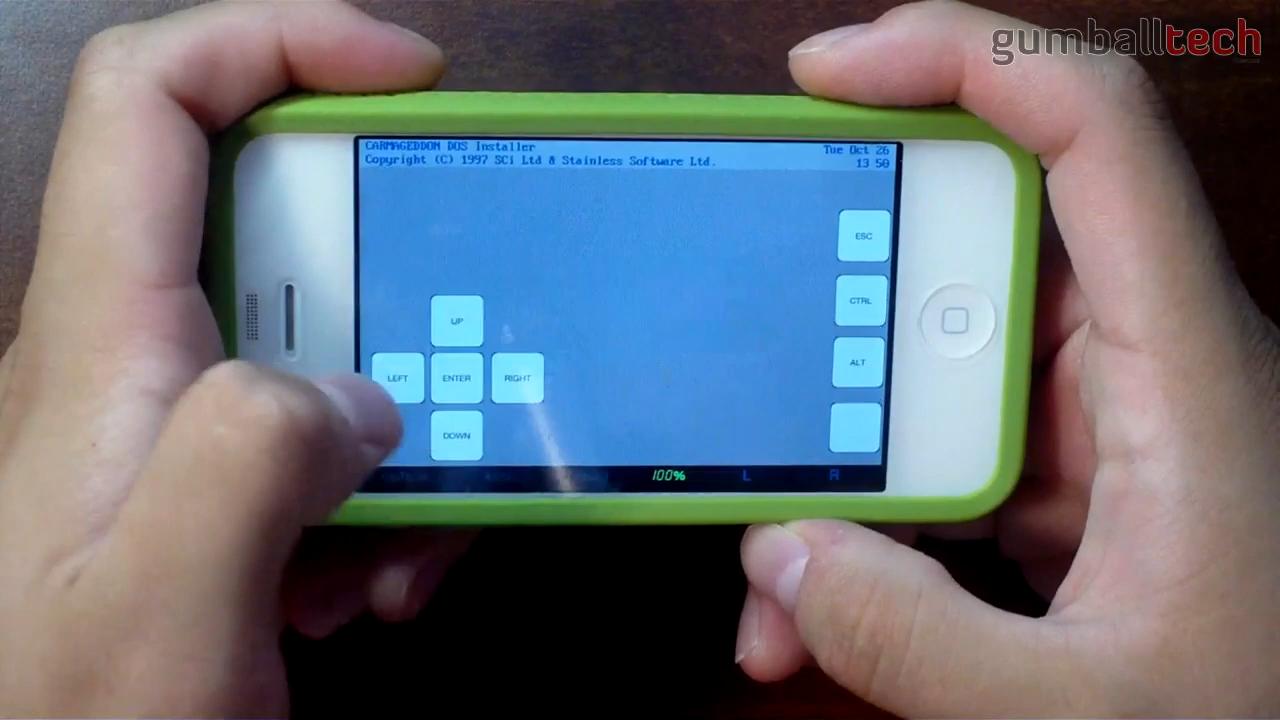 gumballtech
CARMAGEDDON DOS Installer
Copyright (C) 1997 SCi Ltd & Stainless Software Ltd.
Tue Oct 26
13 50
ESC
CTRL
ALT
UP
LEFT
ENTER
RIGHT
DOWN
100%
L
R